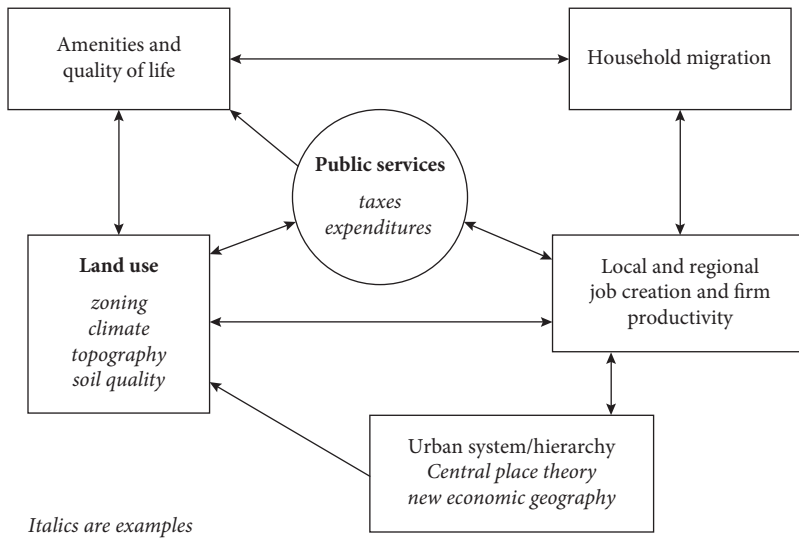 Amenities and
quality of life
Household migration
Public services
taxes
expenditures
Land use
zoning
climate
topography
soil quality
Local and regional
job creation and firm
productivity
Urban system/hierarchy
Central place theory
new economic geography
Italics are examples